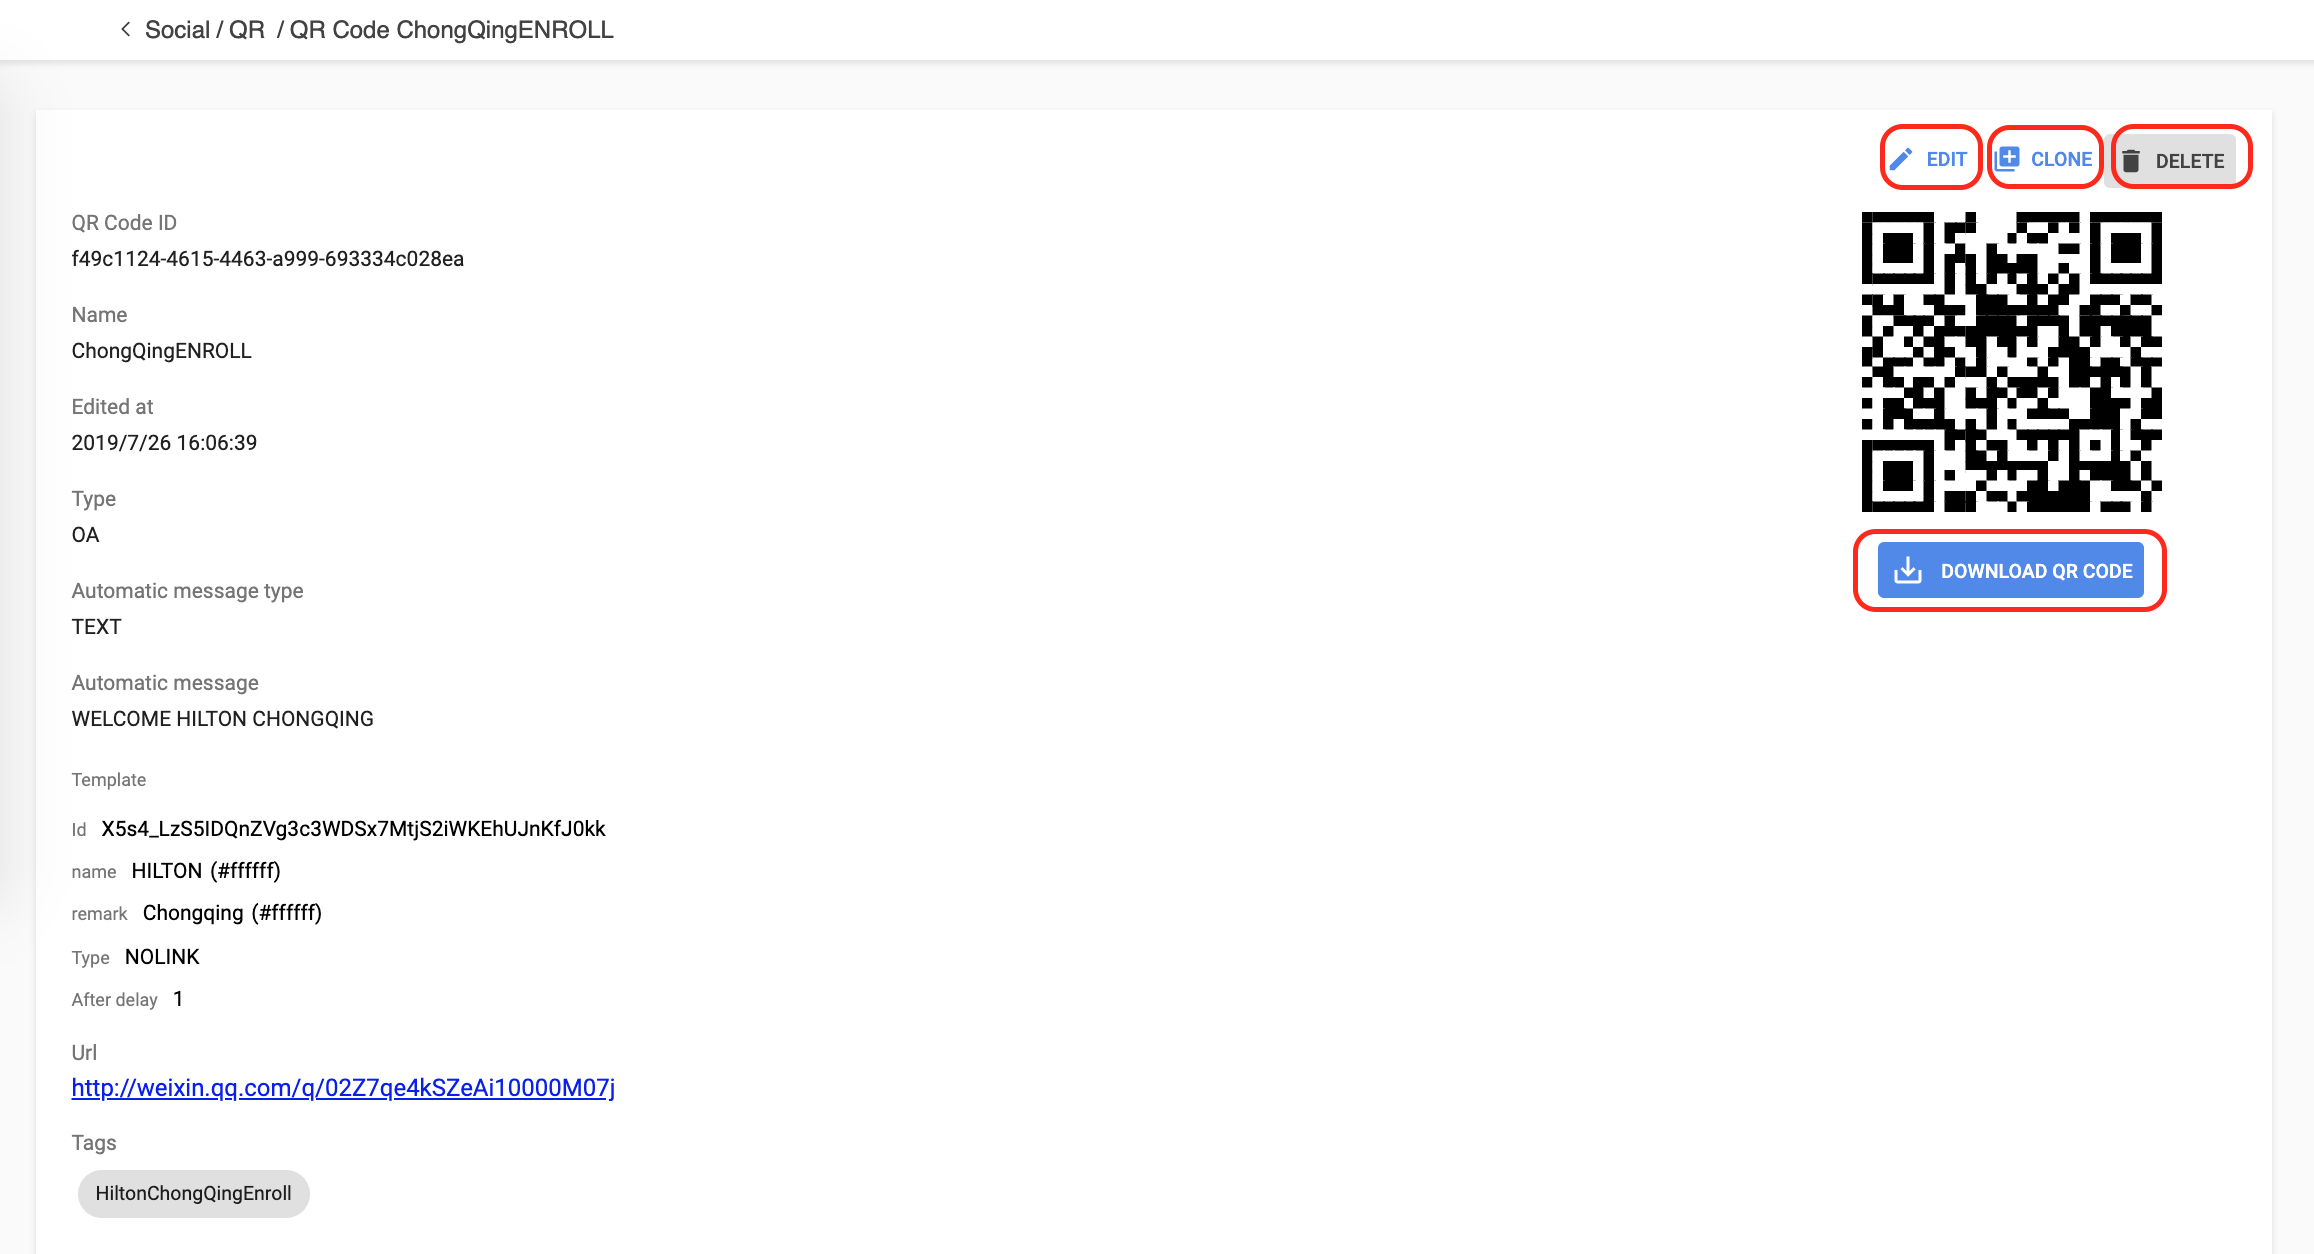 Social / QR / QR Code ChongQingENROLL
EDIT
CLONE
DELETE
QR Code ID
f49c1124-4615-4463-a999-693334c028ea
Name
ChongQingENROLL
Edited at
2019/7/26 16:06:39
Type
OA
DOWNLOAD QR CODE
Automatic message type
TEXT
Automatic message
WELCOME HILTON CHONGQING
Template
Id X5s4_LzS5IDQnZVg3c3WDSx7MtjS2iWKEhUJnKfJ0kk
name HILTON (#ffffff)
remark Chongqing (#ffffff)
Type NOLINK
After delay 1
Url
http://weixin.qq.com/q/02Z7qe4kSZeAi10000M07j
Tags
HiltonChongQingEnroll